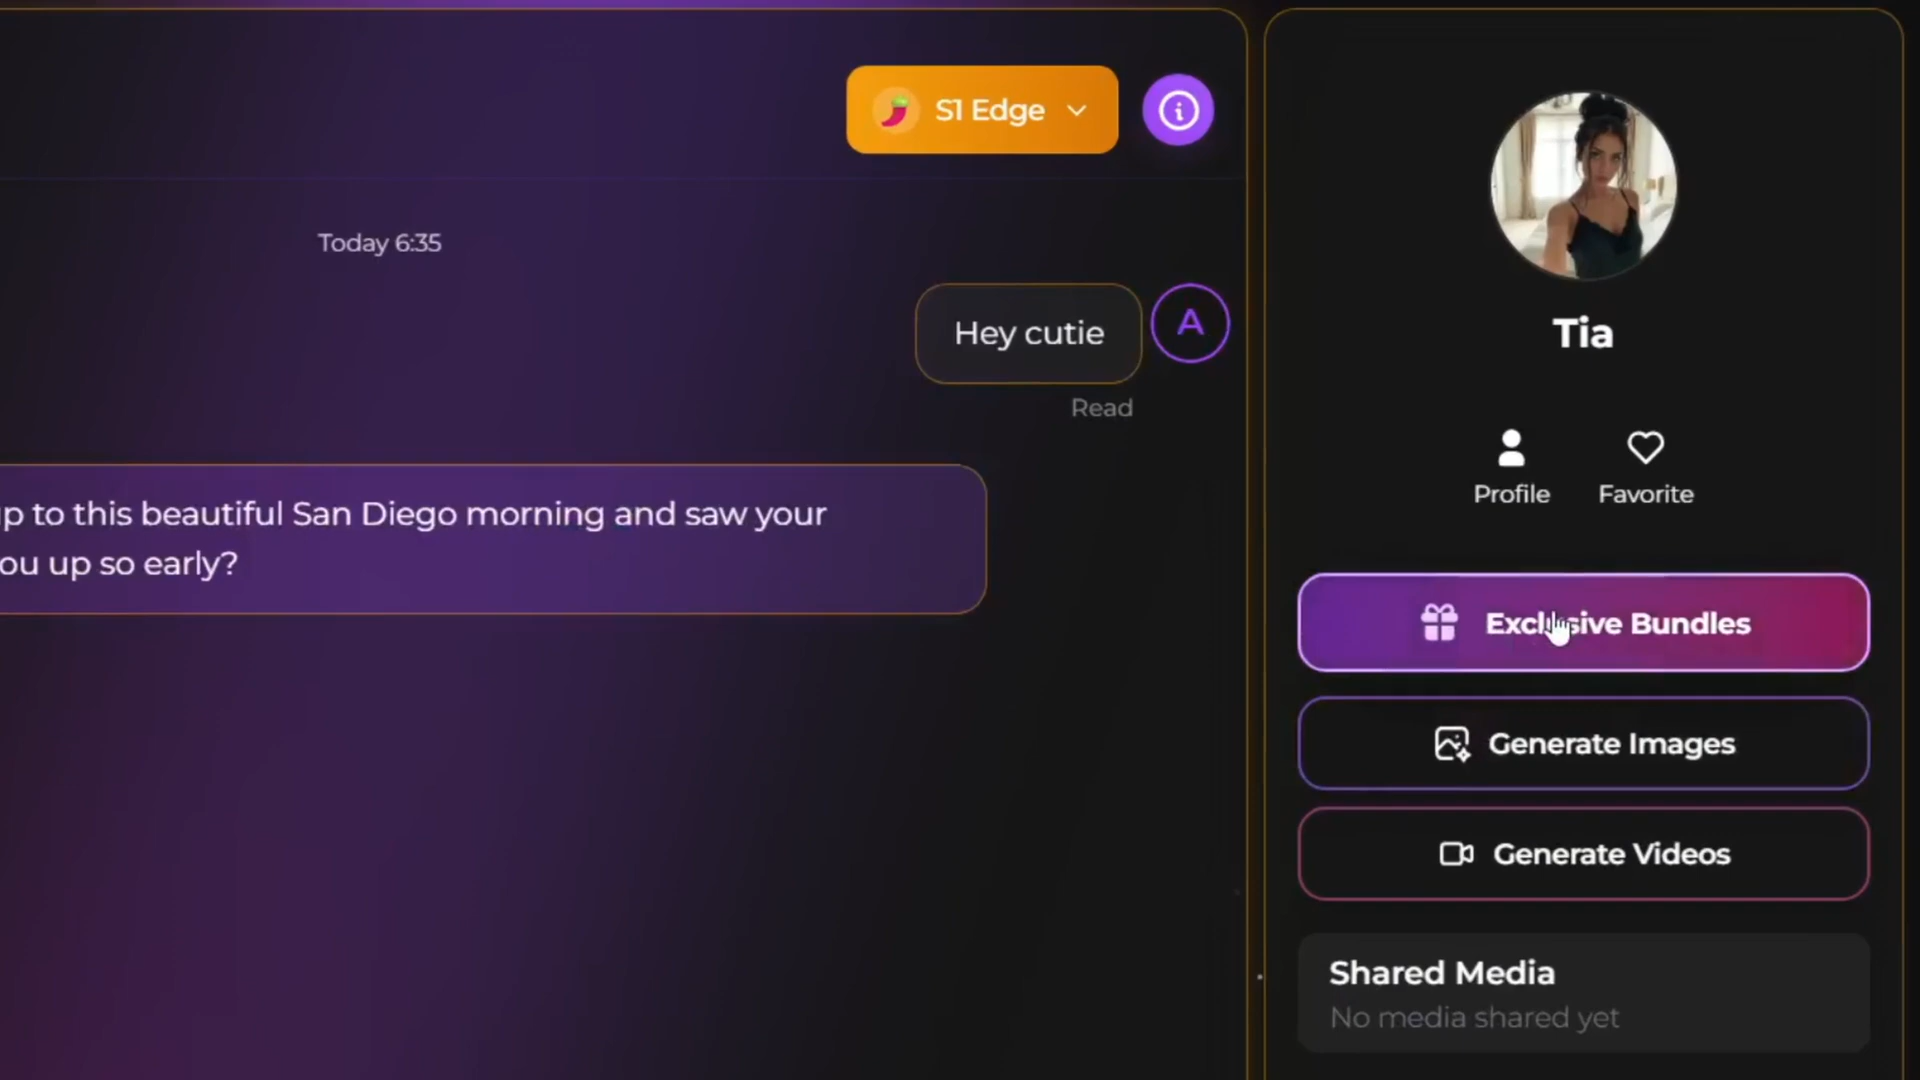 S1 Edge
Today 6:35
Hey cutie
A
Read
to this beautiful San Diego morning and saw your
up so early?
Tia
Profile
Favorite
Exclusive Bundles
Generate Images
Generate Videos
Shared Media
No media shared yet